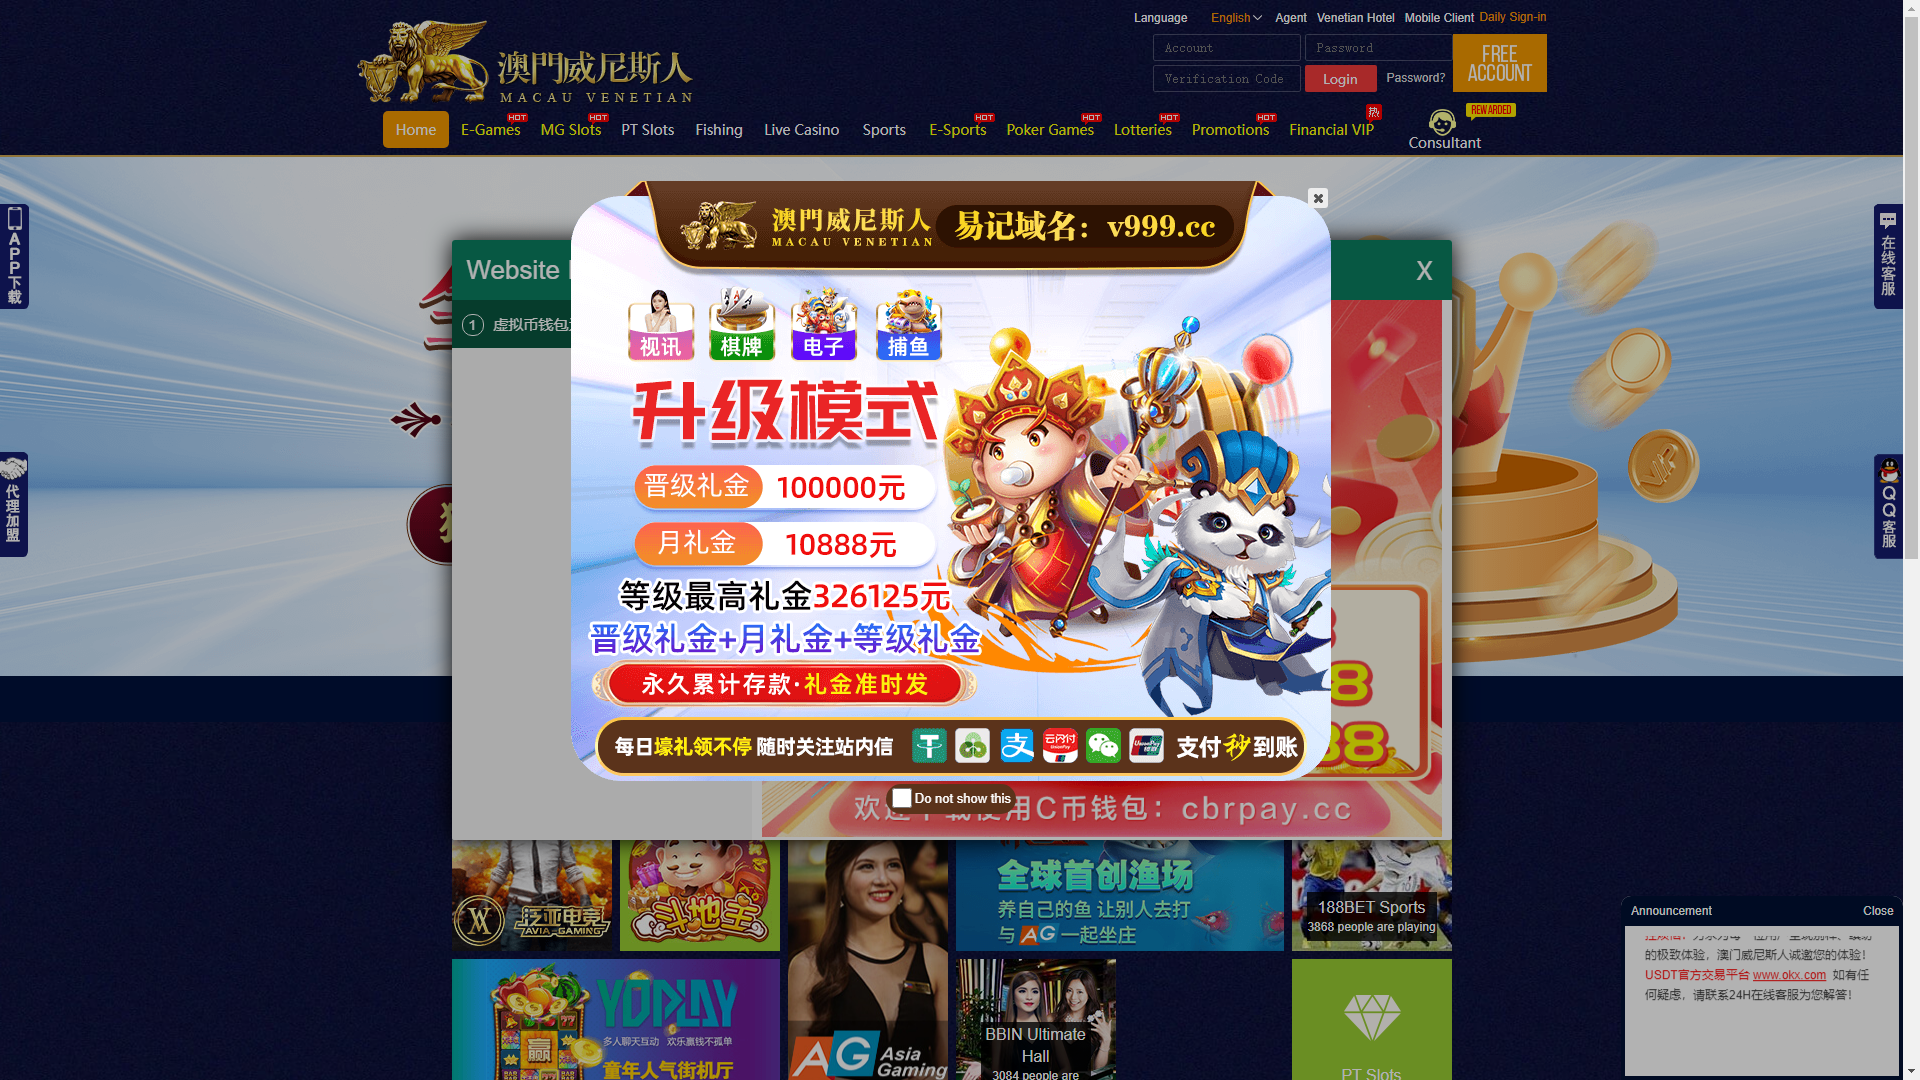 Language English Agent Venetian Hotel Mobile Client Daily Sign-in
澳門威尼斯人
MACAU VENETIAN
Account Password
Verification Code Login Password?
FREE
ACCOUNT
Home E-Games HOT MG Slots HOT PT Slots Fishing Live Casino Sports E-Sports HOT Poker Games HOT Lotteries HOT Promotions HOT Financial VIP 热
REWARDED
Consultant
APP下载
代理加盟
在线客服
QQ客服
Website
X
1 虚拟币钱包
澳門威尼斯人
MACAU VENETIAN
易记域名：v999.cc
视讯 棋牌 电子 捕鱼
升级模式
晋级礼金 100000元
月礼金 10888元
等级最高礼金326125元
晋级礼金+月礼金+等级礼金
永久累计存款·礼金准时发
每日壕礼领不停 随时关注站内信
支付秒到账
Do not show this
用C币钱包：cbrpay.cc
VIP
泛亚电竞
AVIA GAMING
斗地主
全球首创渔场
养自己的鱼 让别人去打
与AG一起坐庄
188BET Sports
3868 people are playing
YOPLAY
多人聊天互动 欢乐赢钱不孤单
童年人气街机厅
赢
AG Asia
Gaming
BBIN Ultimate
Hall
3084 people are
PT Slots
Announcement Close
的极致体验，澳门威尼斯人诚邀您的体验！
USDT官方交易平台 www.okx.com 如有任
何疑虑，请联系24H在线客服为您解答！